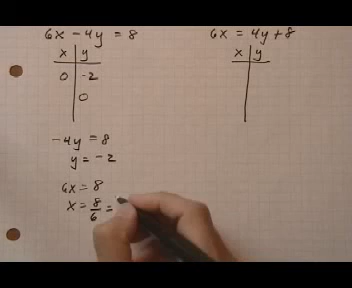 6x - 4y = 8
x y
0 -2
0
-4y = 8
y = -2
6x = 8
x = 8/6 =
6x = 4y + 8
x y